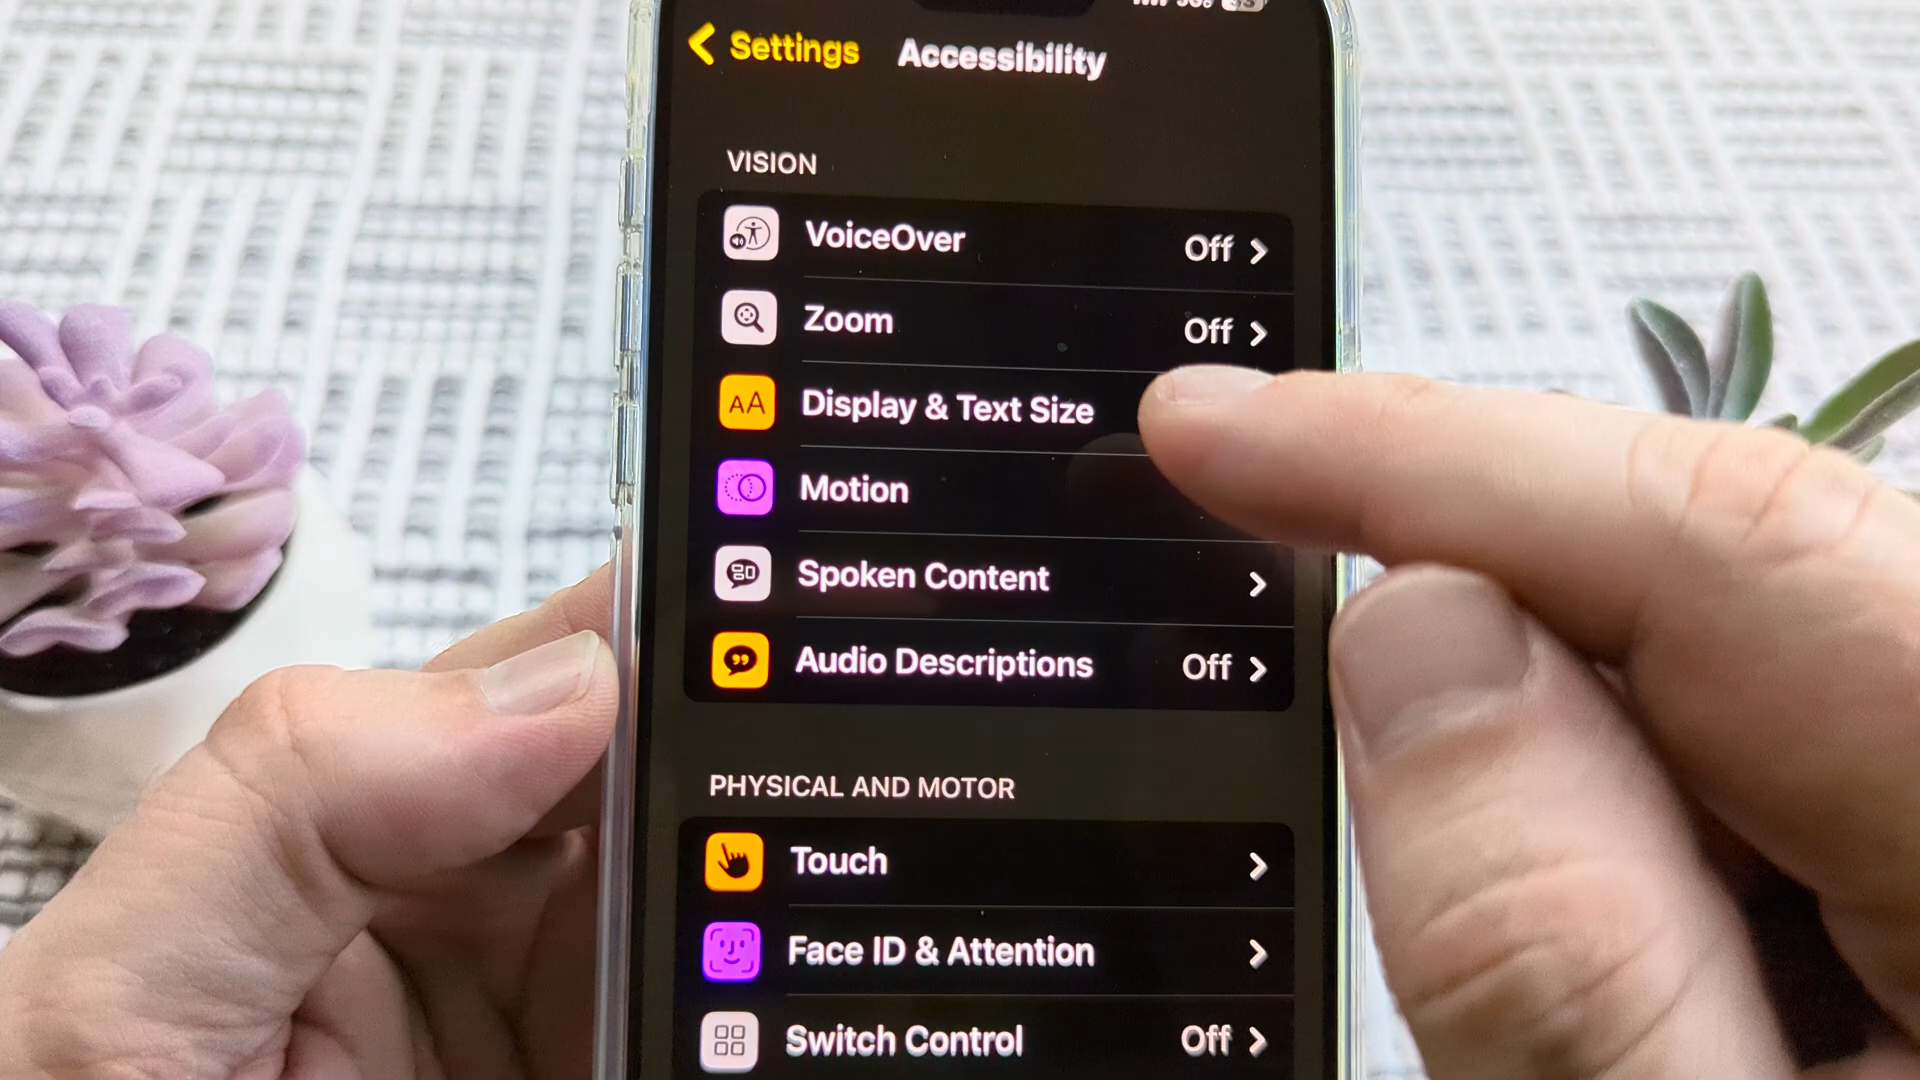 Settings Accessibility
VISION
VoiceOver Off
Zoom Off
AA Display & Text Size
Motion
Spoken Content
Audio Descriptions Off
PHYSICAL AND MOTOR
Touch
Face ID & Attention
Switch Control Off